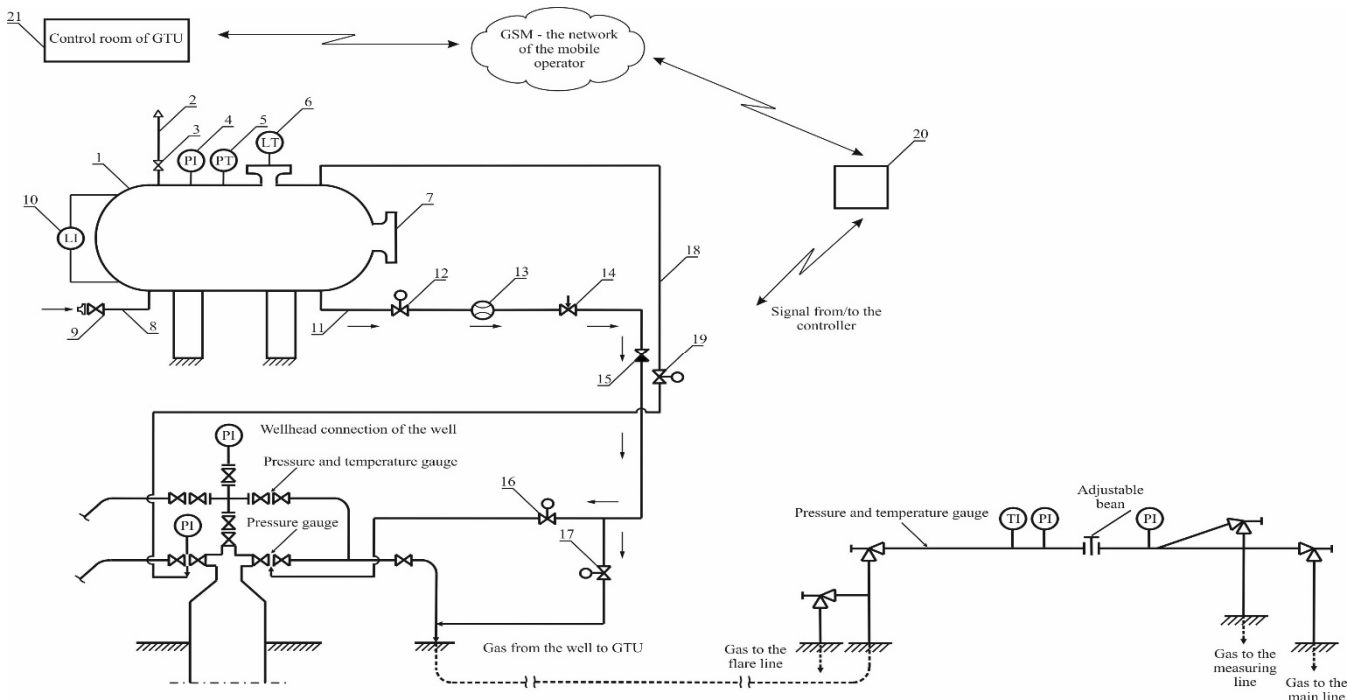 21
Control room of GTU
GSM - the network
of the mobile
operator
2
3
4
5
6
1
PI
PT
LT
20
10
7
LI
18
12
13
14
8
9
11
Signal from/to the
controller
19
15
Wellhead connection of the well
PI
Pressure and temperature gauge
16
PI
Pressure gauge
17
Adjustable
bean
Pressure and temperature gauge
TI
PI
PI
Gas from the well to GTU
Gas to the
flare line
Gas to the
measuring
line
Gas to the
main line